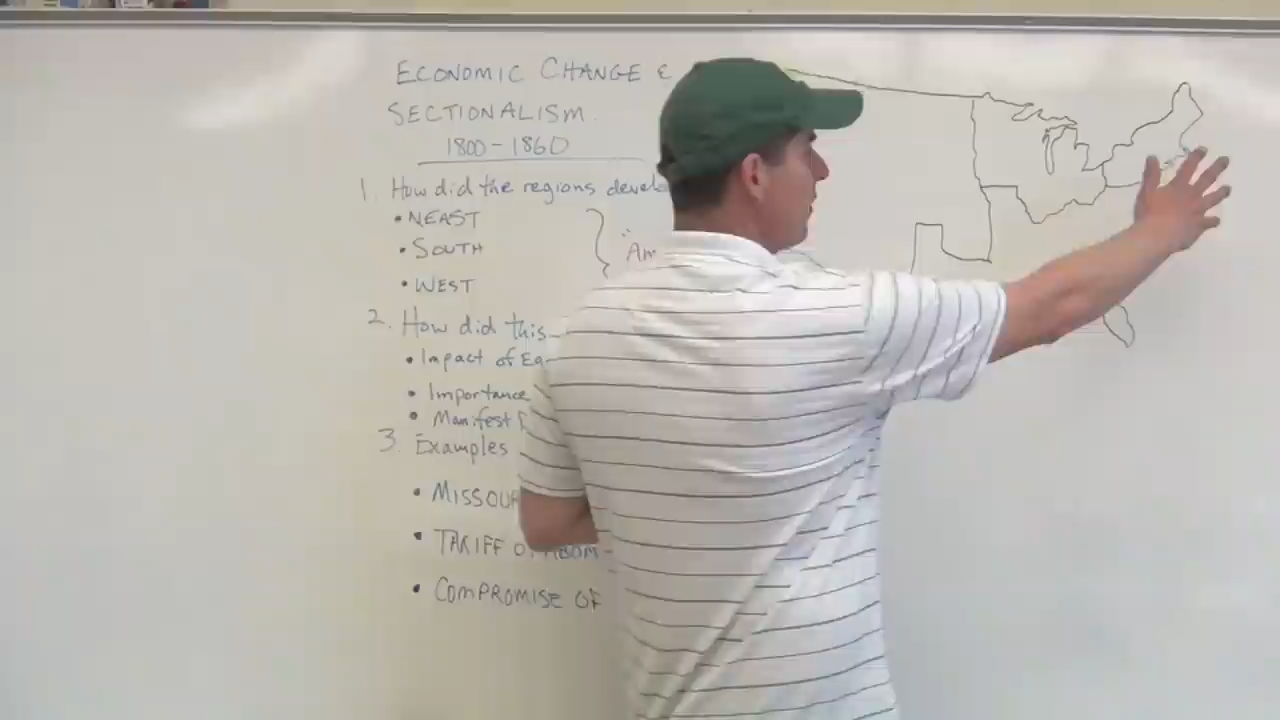 ECONOMIC CHANGE &
SECTIONALISM
1800-1860
1. How did the regions develo
• NEAST
• SOUTH
• WEST
"Am
2. How did this
• Impact of Ea
• Importance
• Manifest D
3. Examples
• MISSOUR
• TARIFF OF ABOM-
• COMPROMISE OF